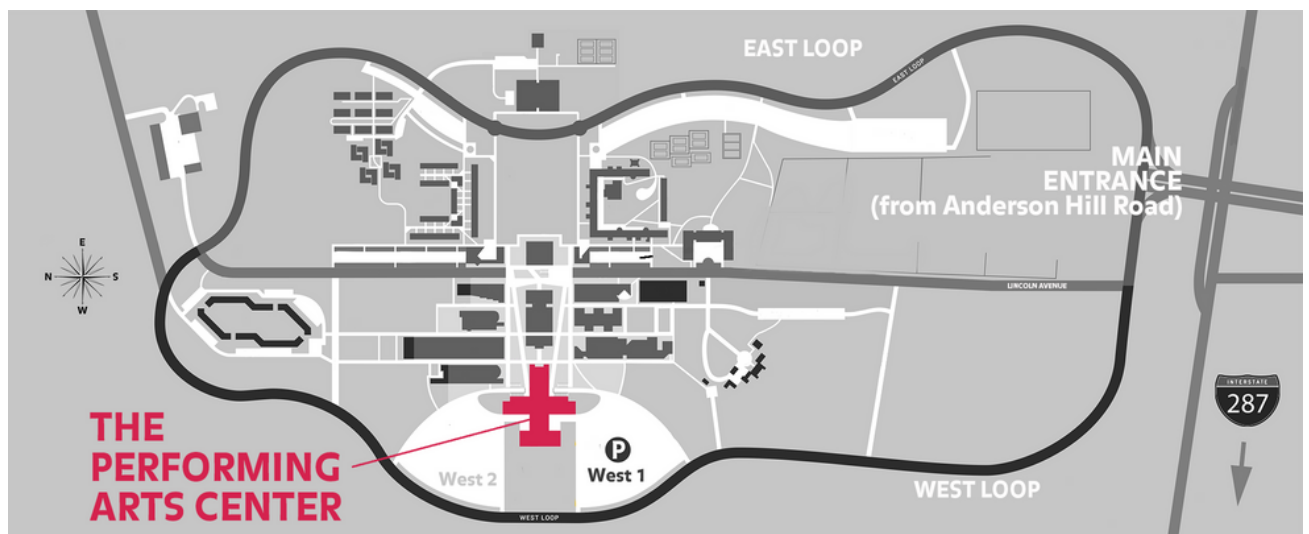 EAST LOOP
EAST LOOP
MAIN
ENTRANCE
(from Anderson Hill Road)
E
N
S
W
LINCOLN AVENUE
INTERSTATE
287
THE
PERFORMING
ARTS CENTER
P
West 1
West 2
WEST LOOP
WEST LOOP